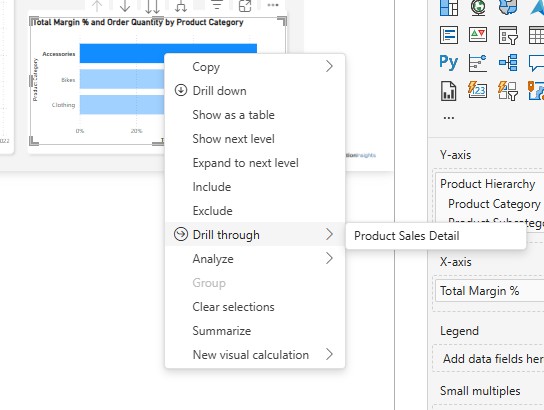 Total Margin % and Order Quantity by Product Category
Product Category
Accessories
Bikes
Clothing
0%
20%
2022
Copy
Drill down
Show as a table
Show next level
Expand to next level
Include
Exclude
Drill through
Analyze
Group
Clear selections
Summarize
New visual calculation
Product Sales Detail
Py
123
Y-axis
Product Hierarchy
Product Category
X-axis
Total Margin %
Legend
Add data fields her
Small multiples